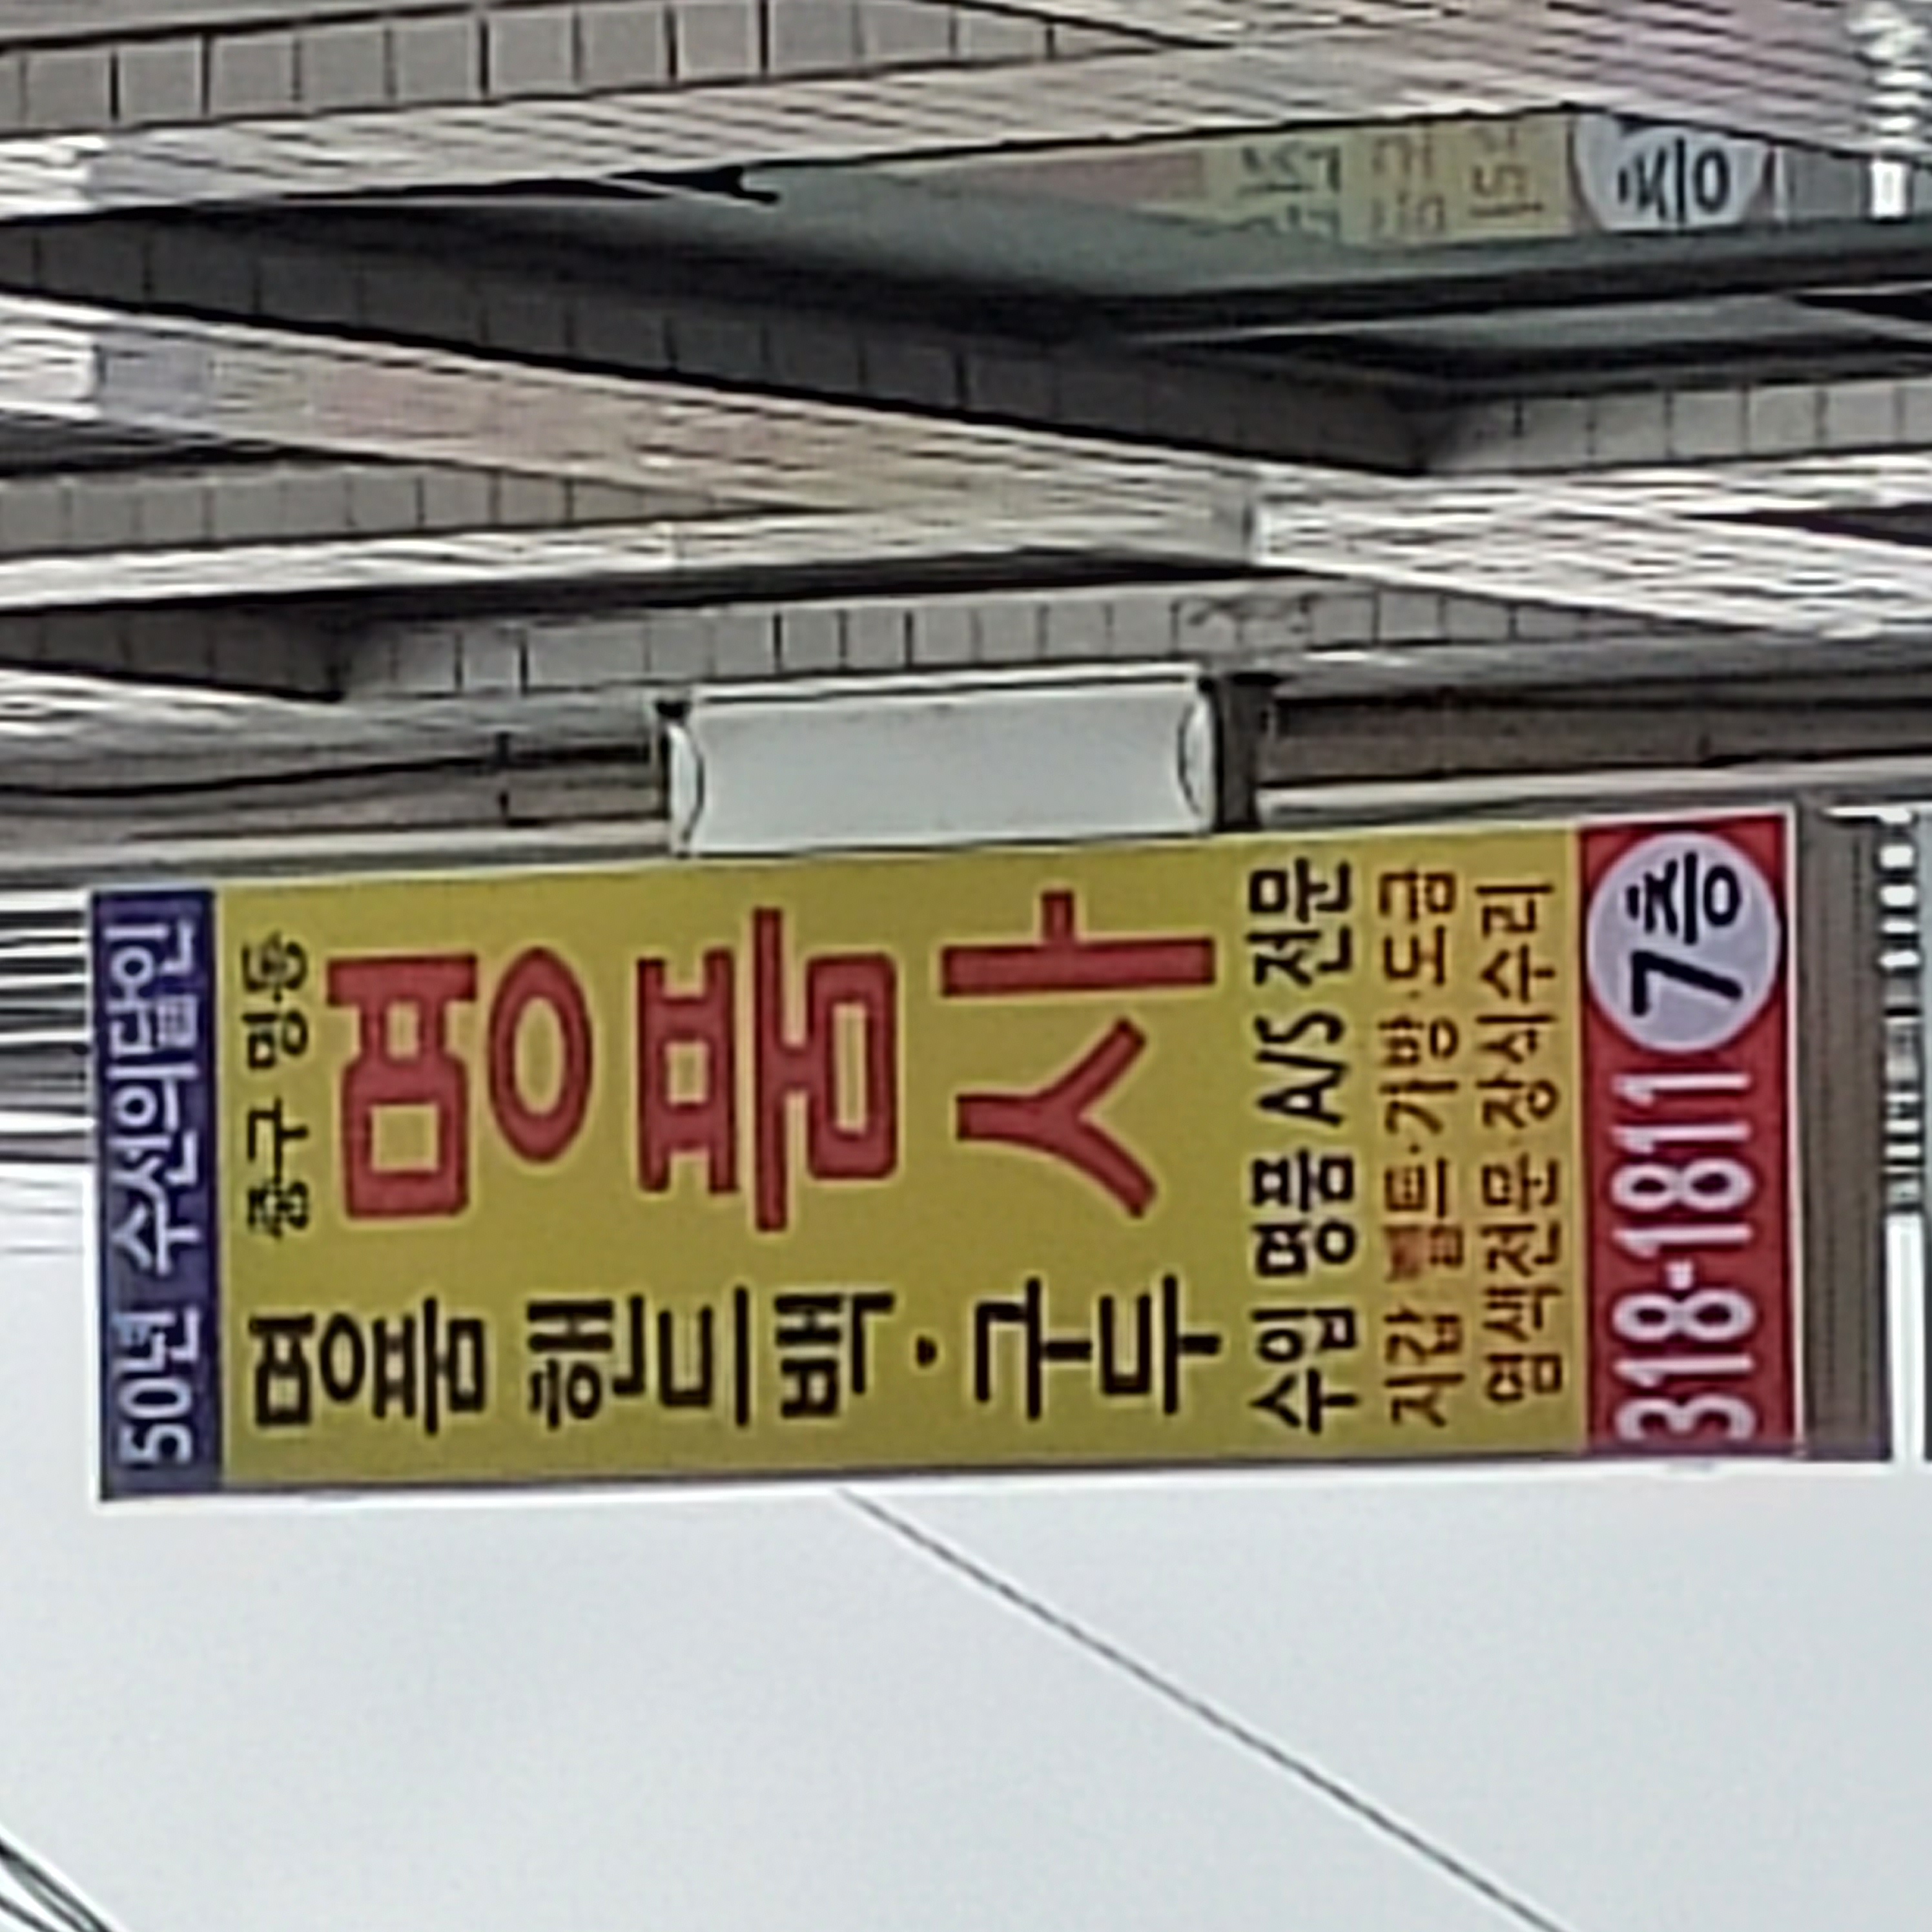 50년 수선의달인
중구 명동
명품사
명품 핸드백·구두
수입 명품 A/S 전문
지갑·벨트·가방·도금
염색전문·장식수리
318-1811
7층
층